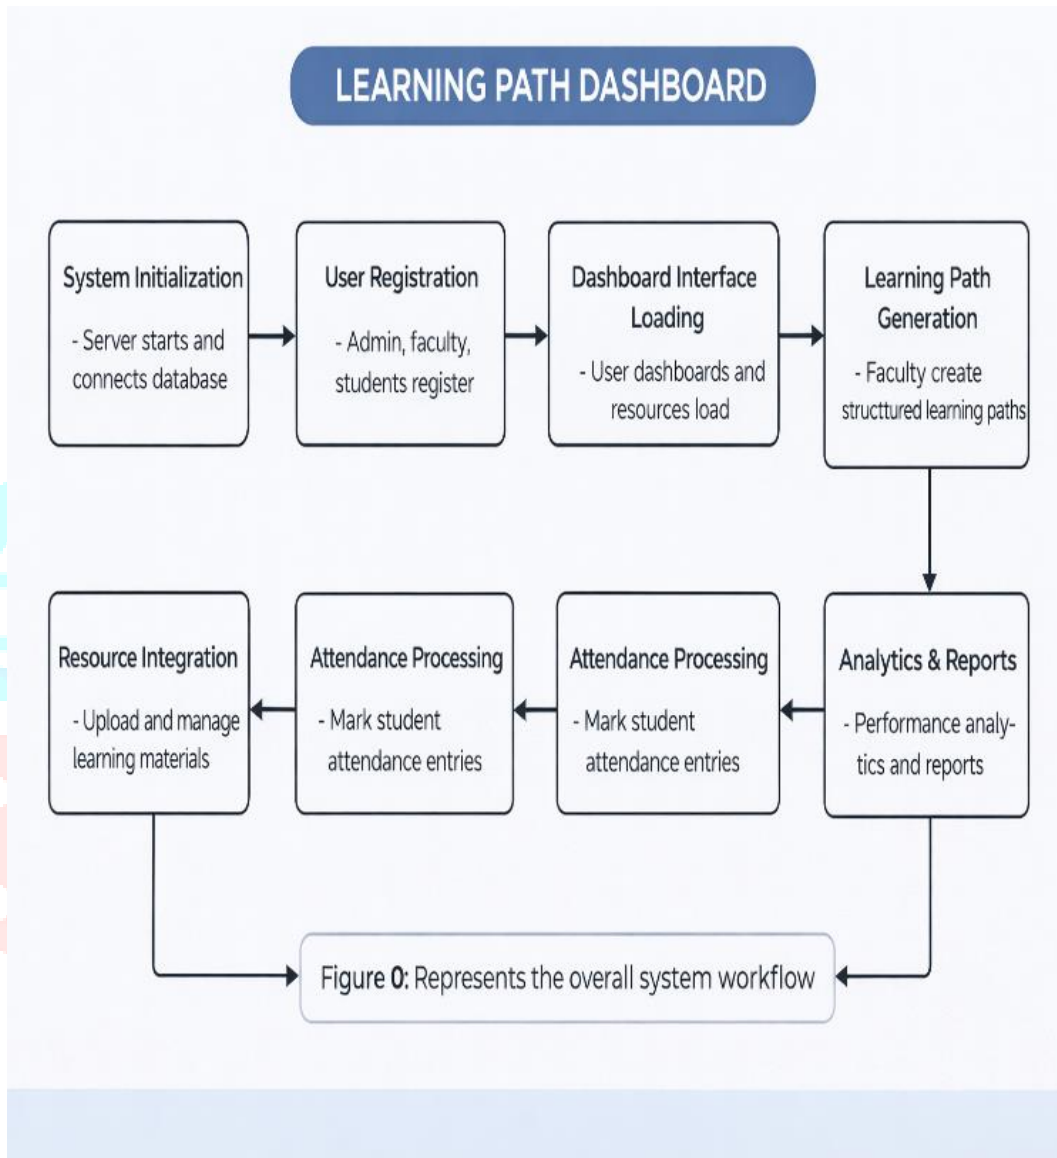 LEARNING PATH DASHBOARD
System Initialization
- Server starts and
connects database
User Registration
- Admin, faculty,
students register
Dashboard Interface
Loading
- User dashboards and
resources load
Learning Path
Generation
- Faculty create
structtured learning paths
Resource Integration
- Upload and manage
learning materials
Attendance Processing
- Mark student
attendance entries
Attendance Processing
- Mark student
attendance entries
Analytics & Reports
- Performance analy-
tics and reports
Figure 0: Represents the overall system workflow